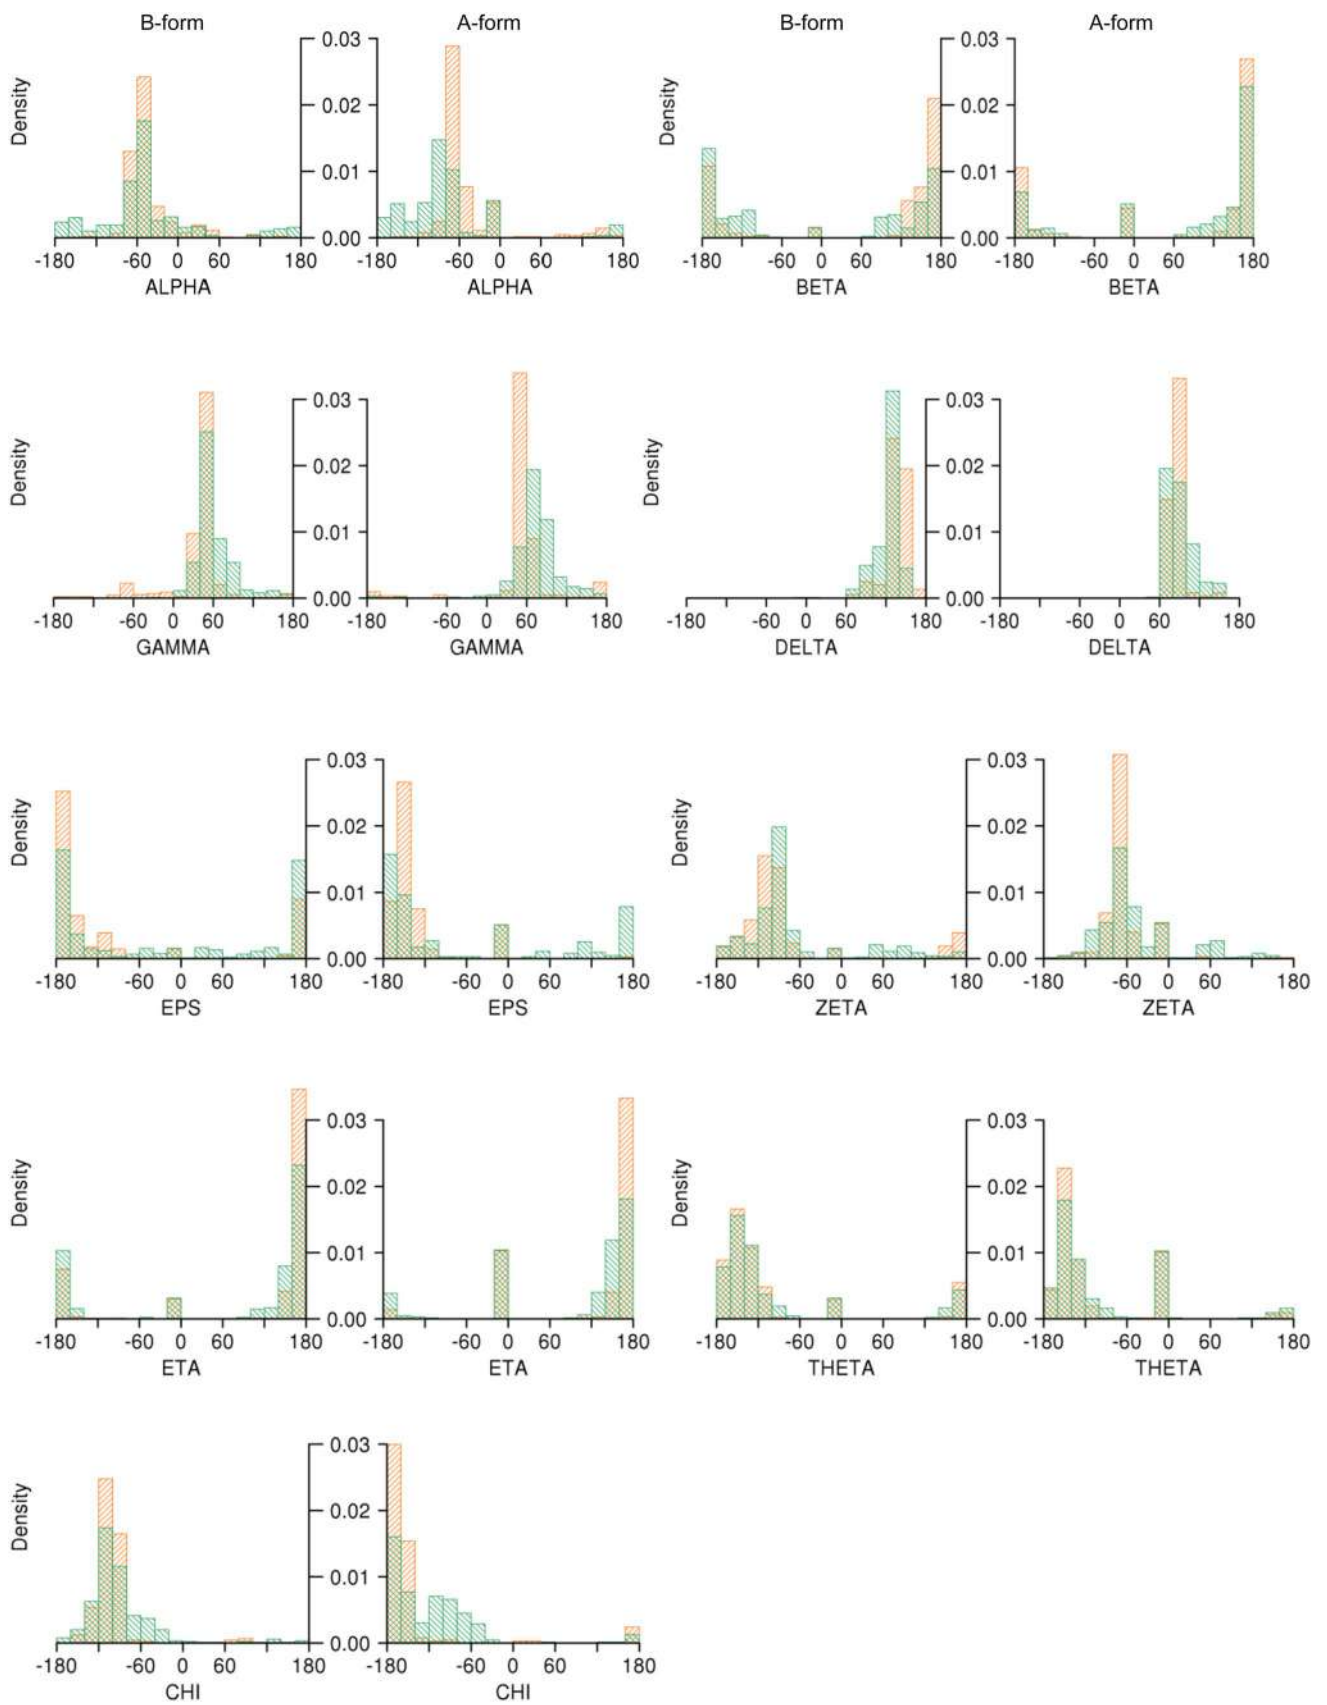 B-form A-form B-form A-form
Density 0.03 0.02 0.01 0.00 Density 0.03 0.02 0.01 0.00
-180 -60 0 60 180 -180 -60 0 60 180 -180 -60 0 60 180 -180 -60 0 60 180
ALPHA ALPHA BETA BETA
Density 0.03 0.02 0.01 0.00 Density 0.03 0.02 0.01 0.00
-180 -60 0 60 180 -180 -60 0 60 180 -180 -60 0 60 180 -180 -60 0 60 180
GAMMA GAMMA DELTA DELTA
Density 0.03 0.02 0.01 0.00 Density 0.03 0.02 0.01 0.00
-180 -60 0 60 180 -180 -60 0 60 180 -180 -60 0 60 180 -180 -60 0 60 180
EPS EPS ZETA ZETA
Density 0.03 0.02 0.01 0.00 Density 0.03 0.02 0.01 0.00
-180 -60 0 60 180 -180 -60 0 60 180 -180 -60 0 60 180 -180 -60 0 60 180
ETA ETA THETA THETA
Density 0.03 0.02 0.01 0.00
-180 -60 0 60 180 -180 -60 0 60 180
CHI CHI